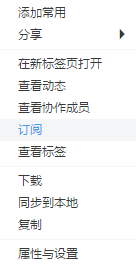 添加常用
分享
在新标签页打开
查看动态
查看协作成员
订阅
查看标签
下载
同步到本地
复制
属性与设置